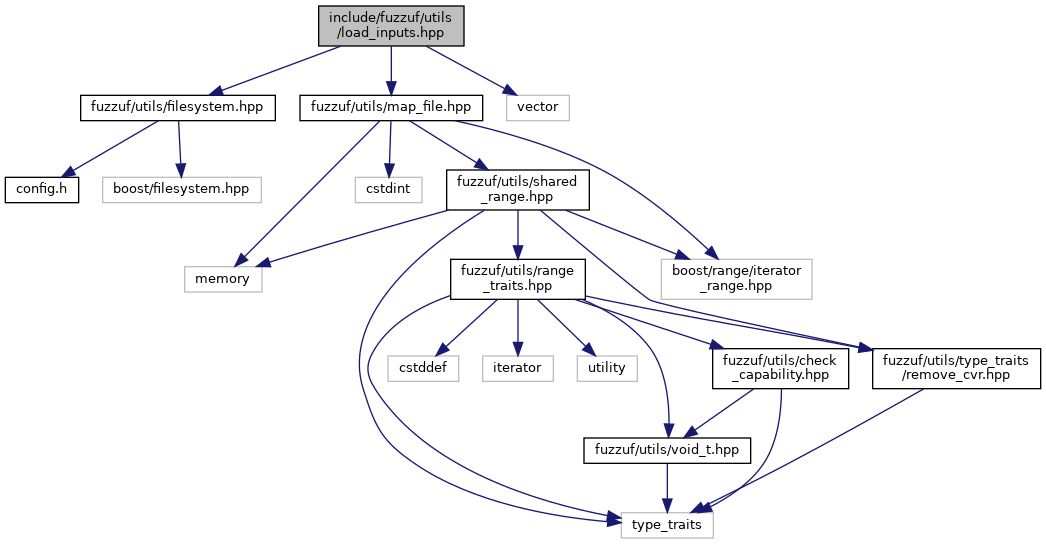 include/fuzzuf/utils
/load_inputs.hpp
fuzzuf/utils/filesystem.hpp
fuzzuf/utils/map_file.hpp
vector
config.h
boost/filesystem.hpp
cstdint
fuzzuf/utils/shared
_range.hpp
memory
fuzzuf/utils/range
_traits.hpp
boost/range/iterator
_range.hpp
cstddef
iterator
utility
fuzzuf/utils/check
_capability.hpp
fuzzuf/utils/type_traits
/remove_cvr.hpp
fuzzuf/utils/void_t.hpp
type_traits